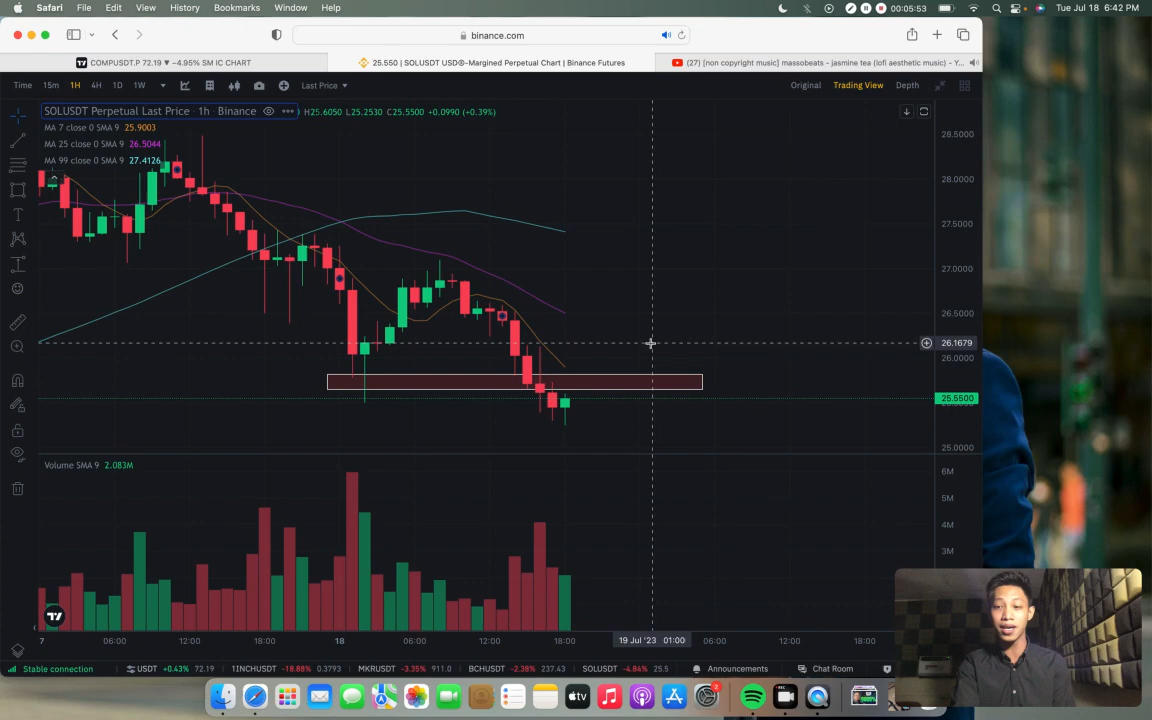 Safari File Edit View History Bookmarks Window Help 00:05:53 Tue Jul 18 6:42 PM
binance.com
COMPUSDT.P 72.19 ▼ −4.95% SM IC CHART
25.550 | SOLUSDT USD®-Margined Perpetual Chart | Binance Futures
(27) [non copyright music] massobeats - jasmine tea (lofi aesthetic music) - Y...
Time 15m 1H 4H 1D 1W Last Price Original Trading View Depth
SOLUSDT Perpetual Last Price · 1h · Binance H25.6050 L25.2530 C25.5500 +0.0990 (+0.39%)
MA 7 close 0 SMA 9 25.9003
MA 25 close 0 SMA 9 26.5044
MA 99 close 0 SMA 9 27.4126
28.5000
28.0000
27.5000
27.0000
26.5000
26.1679
26.0000
25.5500
25.0000
Volume SMA 9 2.083M
6M
5M
4M
3M
7 06:00 12:00 18:00 18 06:00 12:00 18:00 19 Jul '23 01:00 06:00 12:00 18:00
Stable connection USDT +0.43% 72.19 1INCHUSDT -18.88% 0.3793 MKRUSDT -3.35% 911.0 BCHUSDT -2.38% 237.43 SOLUSDT -4.84% 25.5 Announcements Chat Room
tv